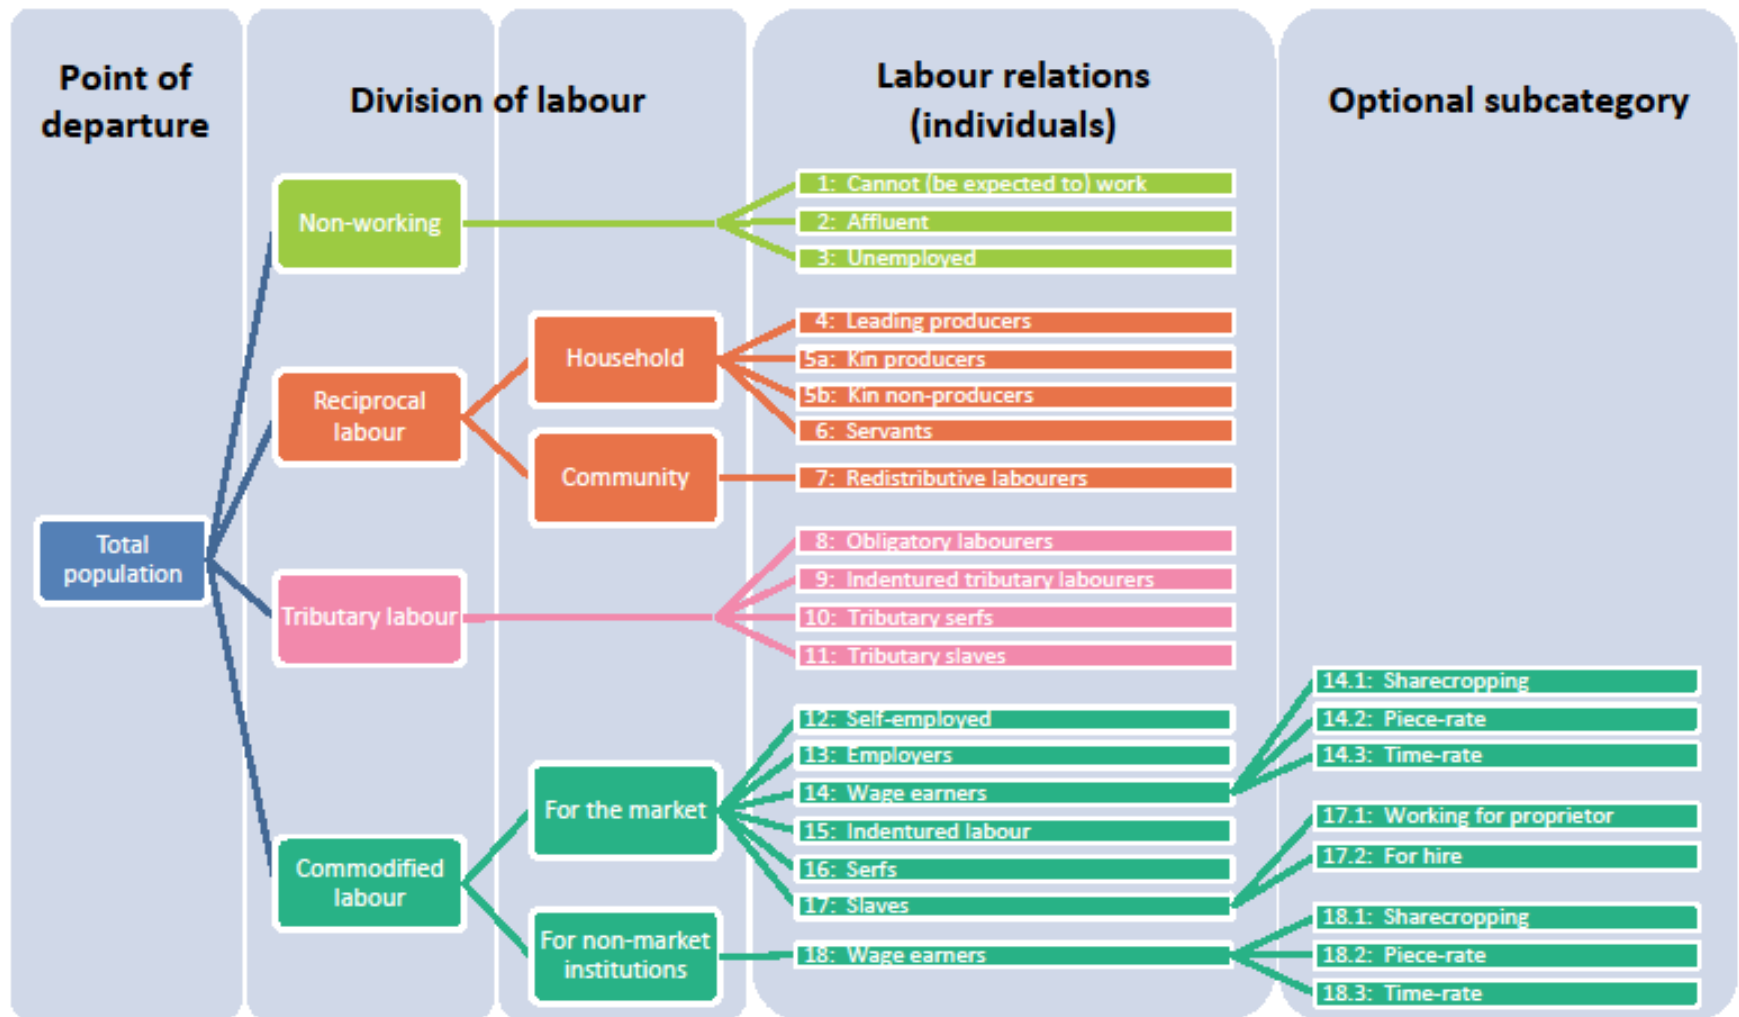 Point of
departure
Division of labour
Labour relations
(individuals)
Optional subcategory
Total
population
Non-working
1: Cannot (be expected to) work
2: Affluent
3: Unemployed
Reciprocal
labour
Household
4: Leading producers
5a: Kin producers
5b: Kin non-producers
6: Servants
Community
7: Redistributive labourers
Tributary labour
8: Obligatory labourers
9: Indentured tributary labourers
10: Tributary serfs
11: Tributary slaves
Commodified
labour
For the market
12: Self-employed
13: Employers
14: Wage earners
14.1: Sharecropping
14.2: Piece-rate
14.3: Time-rate
15: Indentured labour
16: Serfs
17: Slaves
17.1: Working for proprietor
17.2: For hire
For non-market
institutions
18: Wage earners
18.1: Sharecropping
18.2: Piece-rate
18.3: Time-rate